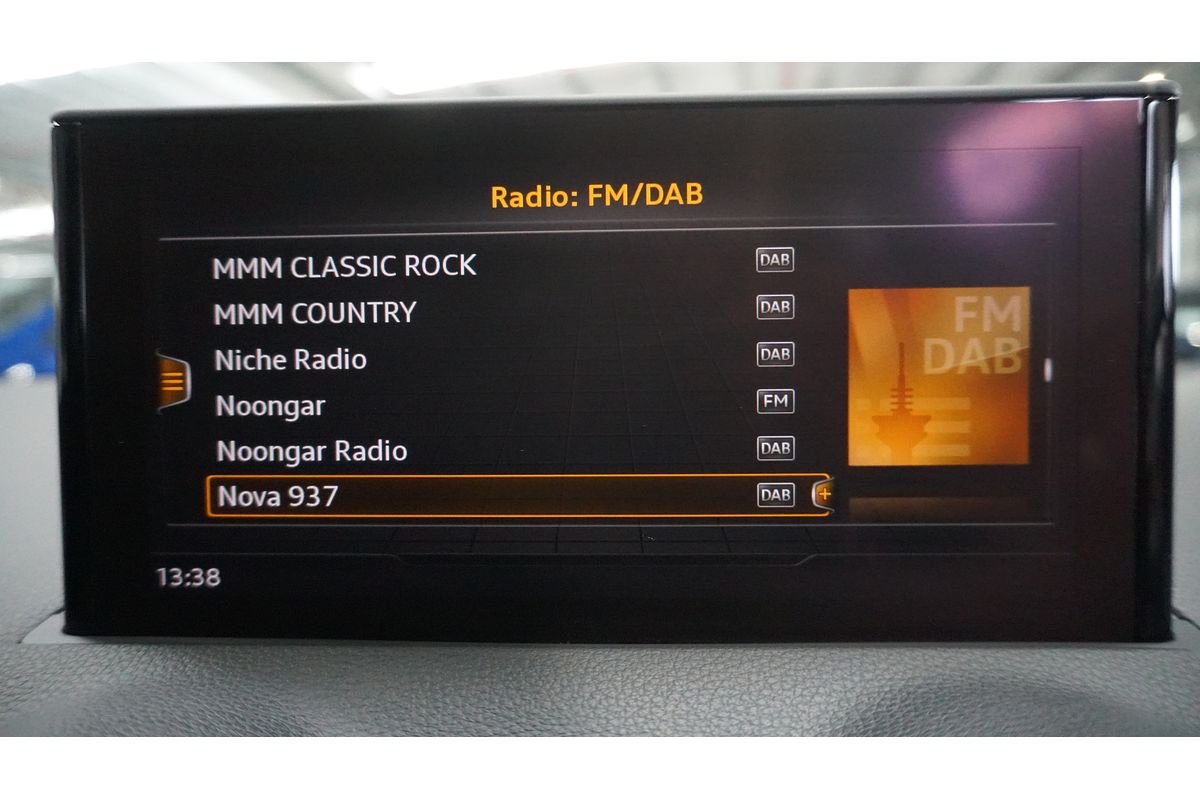 Radio: FM/DAB
MMM CLASSIC ROCK DAB
MMM COUNTRY DAB
Niche Radio DAB
Noongar FM
Noongar Radio DAB
Nova 937 DAB
FM
DAB
13:38